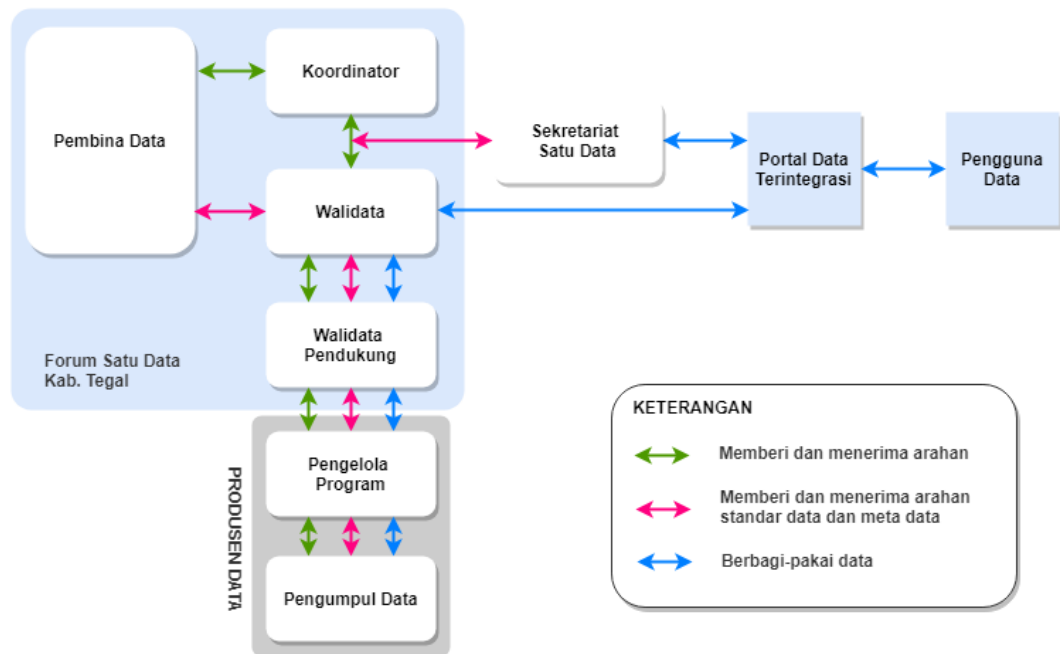 Pembina Data
Koordinator
Sekretariat
Satu Data
Portal Data
Terintegrasi
Pengguna
Data
Walidata
Walidata
Pendukung
Forum Satu Data
Kab. Tegal
PRODUSEN DATA
Pengelola
Program
Pengumpul Data
KETERANGAN
Memberi dan menerima arahan
Memberi dan menerima arahan
standar data dan meta data
Berbagi-pakai data